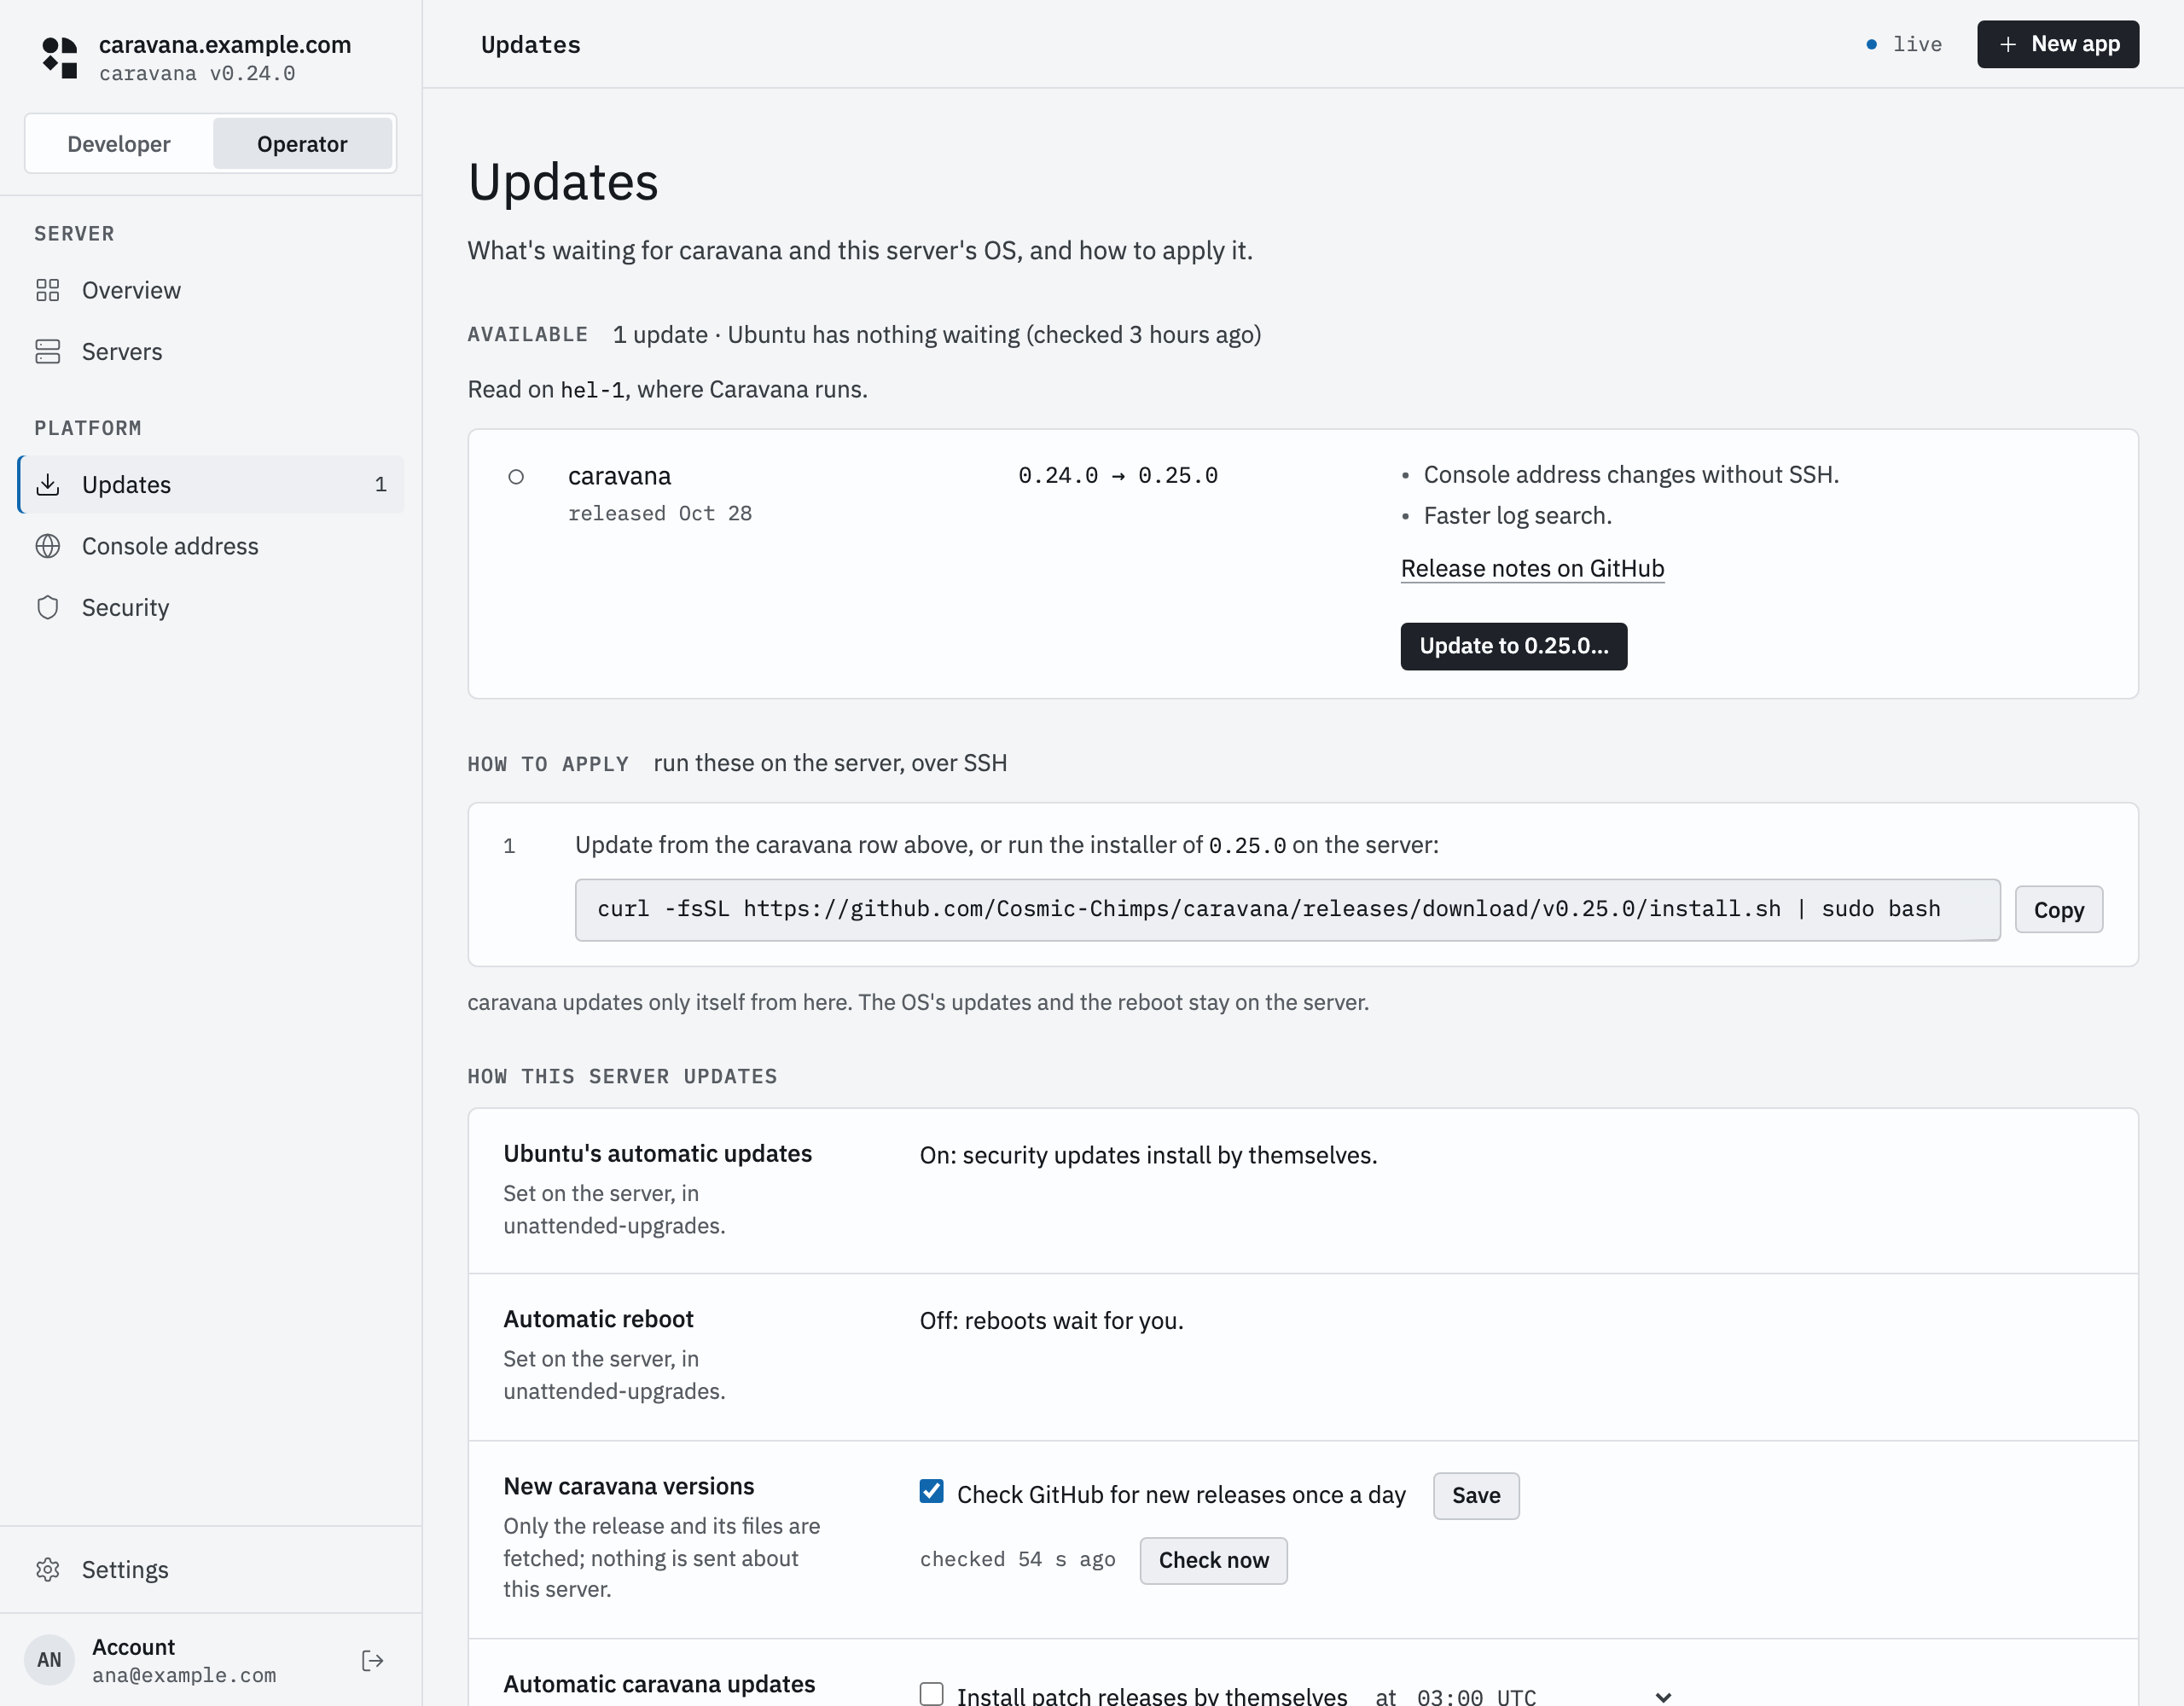 caravana.example.com
caravana v0.24.0
Developer
Operator
SERVER
Overview
Servers
PLATFORM
Updates
1
Console address
Security
Settings
AN
Account
ana@example.com
Updates
live
New app
Updates
What's waiting for caravana and this server's OS, and how to apply it.
AVAILABLE 1 update · Ubuntu has nothing waiting (checked 3 hours ago)
Read on hel-1, where Caravana runs.
caravana
released Oct 28
0.24.0 → 0.25.0
• Console address changes without SSH.
• Faster log search.
Release notes on GitHub
Update to 0.25.0...
HOW TO APPLY run these on the server, over SSH
1 Update from the caravana row above, or run the installer of 0.25.0 on the server:
curl -fsSL https://github.com/Cosmic-Chimps/caravana/releases/download/v0.25.0/install.sh | sudo bash
Copy
caravana updates only itself from here. The OS's updates and the reboot stay on the server.
HOW THIS SERVER UPDATES
Ubuntu's automatic updates
Set on the server, in
unattended-upgrades.
On: security updates install by themselves.
Automatic reboot
Set on the server, in
unattended-upgrades.
Off: reboots wait for you.
New caravana versions
Only the release and its files are
fetched; nothing is sent about
this server.
Check GitHub for new releases once a day
Save
checked 54 s ago
Check now
Automatic caravana updates
Install patch releases by themselves at 03:00 UTC